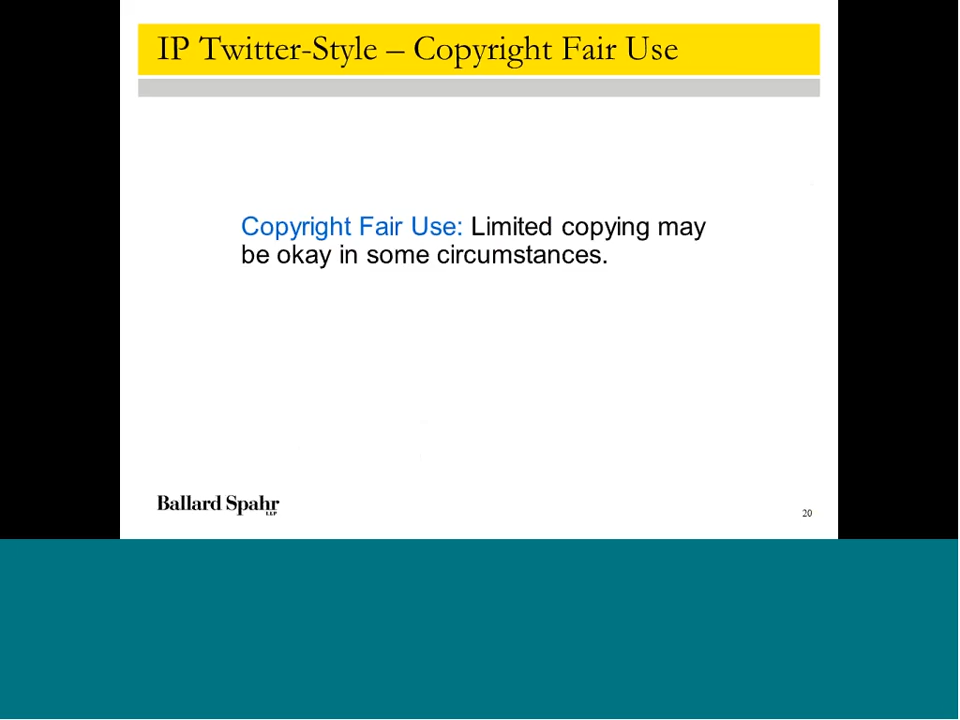 IP Twitter-Style – Copyright Fair Use
Copyright Fair Use: Limited copying may
be okay in some circumstances.
Ballard Spahr
LLP
20